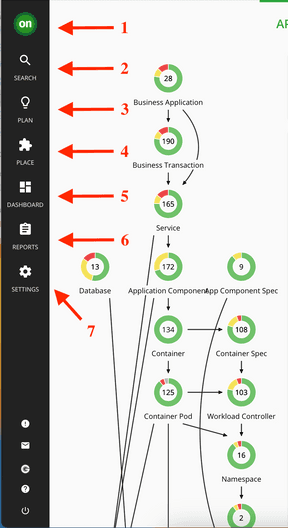 on
1
AP
SEARCH
2
28
PLAN
3
Business Application
190
PLACE
4
Business Transaction
DASHBOARD
5
165
Service
REPORTS
6
13
172
9
SETTINGS
Database
Application Component
App Component Spec
7
134
108
Container
Container Spec
125
103
Container Pod
Workload Controller
16
Namespace
2